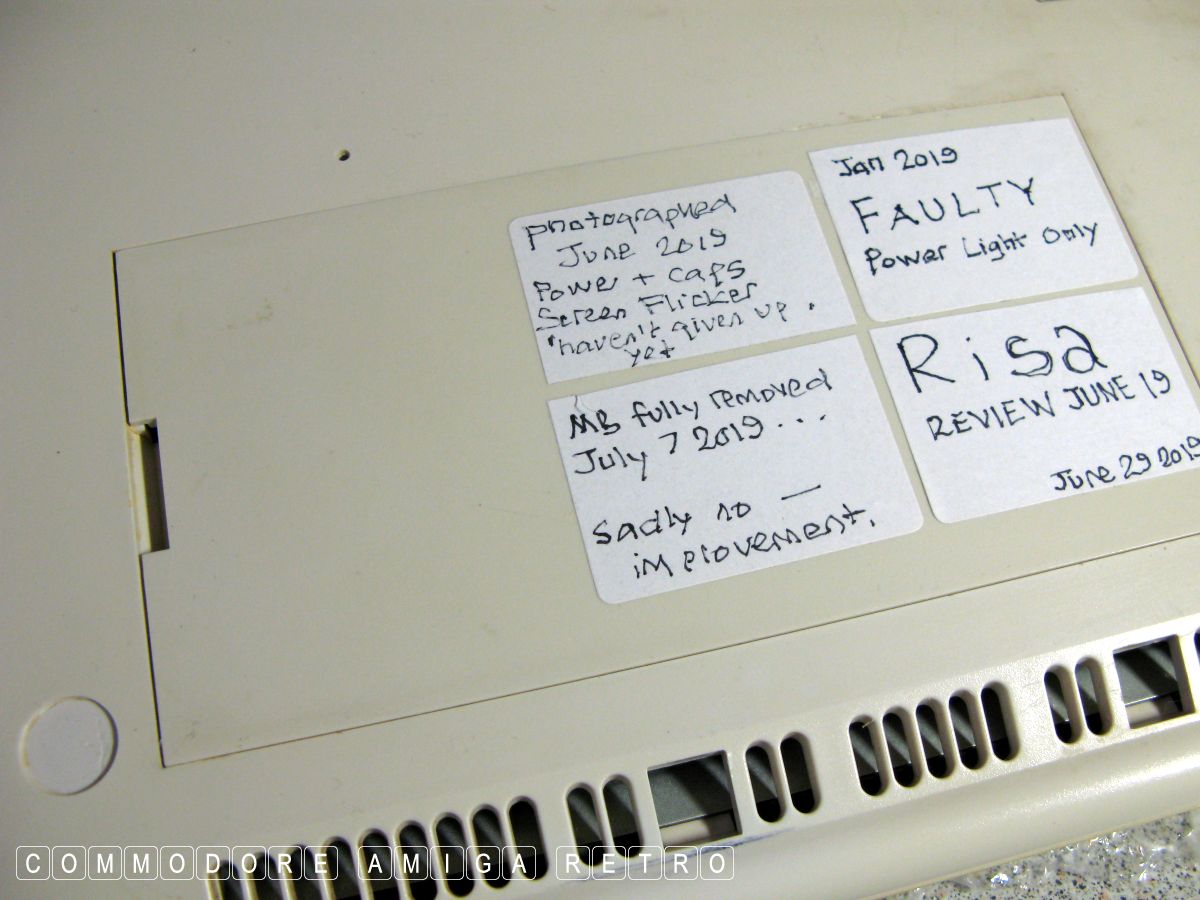 Photographed
June 2019
Power + caps
Screen Flicker
'haven't given up.
yet
Jan 2019
FAULTY
Power Light Only
MB fully removed
July 7 2019...
Sadly no —
improvement.
Risa
REVIEW JUNE 19
June 29 2019
COMMODORE AMIGA RETRO